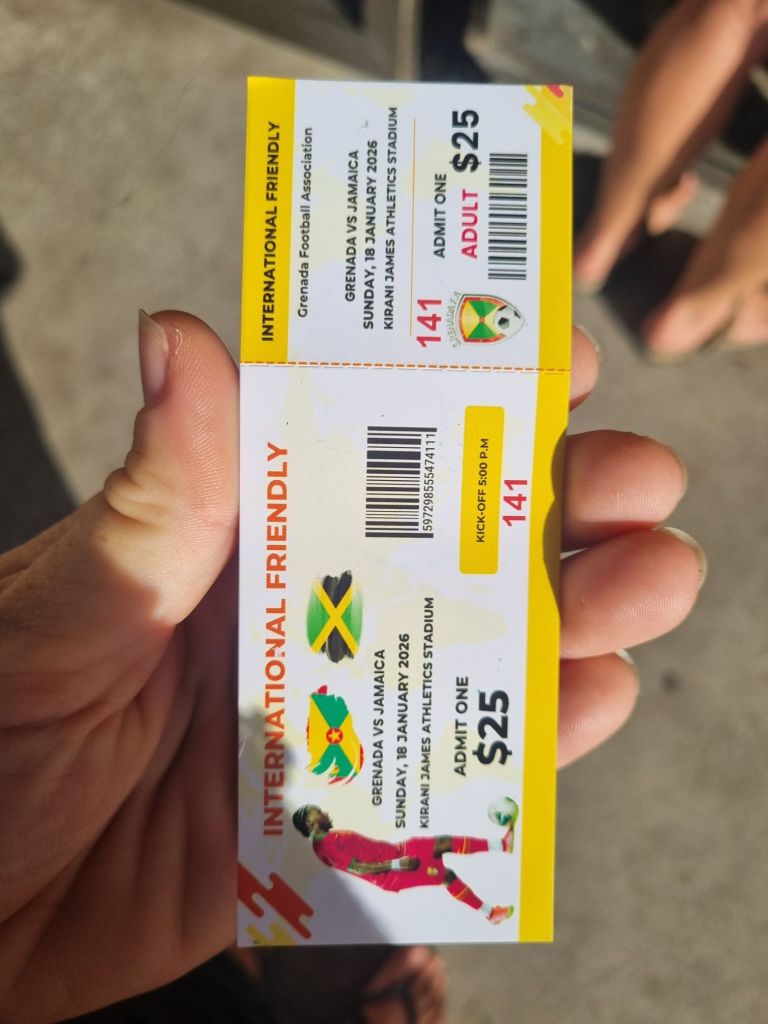 INTERNATIONAL FRIENDLY
GRENADA VS JAMAICA
SUNDAY, 18 JANUARY 2026
KIRANI JAMES ATHLETICS STADIUM
ADMIT ONE
$25
597298555474111
KICK-OFF 5:00 P.M
141
INTERNATIONAL FRIENDLY
Grenada Football Association
GRENADA VS JAMAICA
SUNDAY, 18 JANUARY 2026
KIRANI JAMES ATHLETICS STADIUM
141
ADMIT ONE
ADULT $25